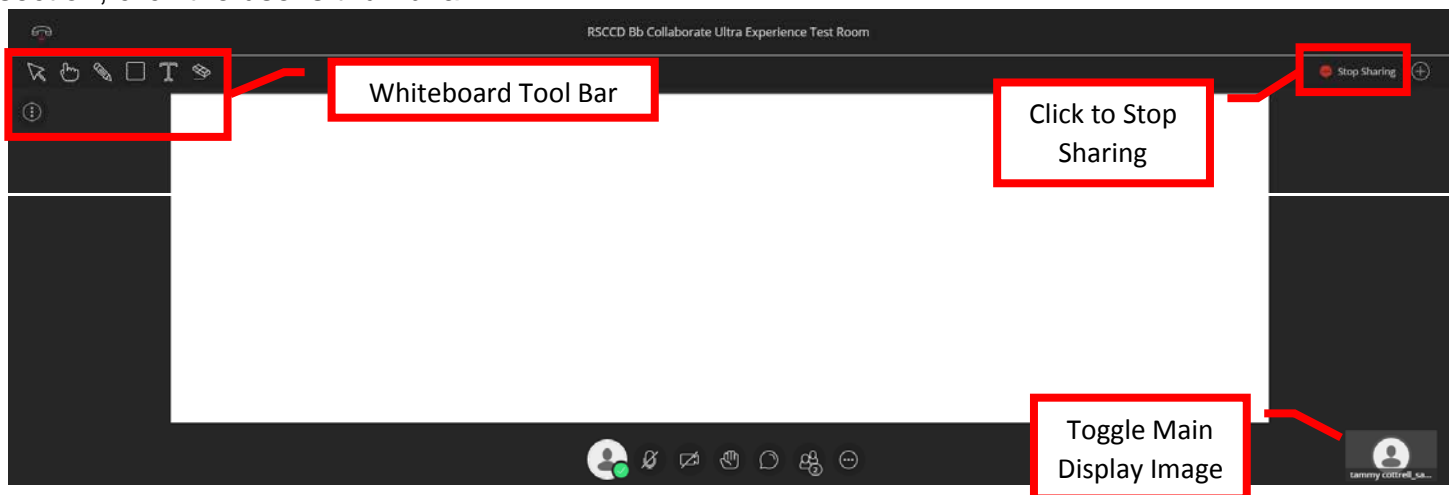 RSCCD Bb Collaborate Ultra Experience Test Room
Whiteboard Tool Bar
Stop Sharing
Click to Stop
Sharing
Toggle Main
Display Image
2
tammy cottrell_sa...